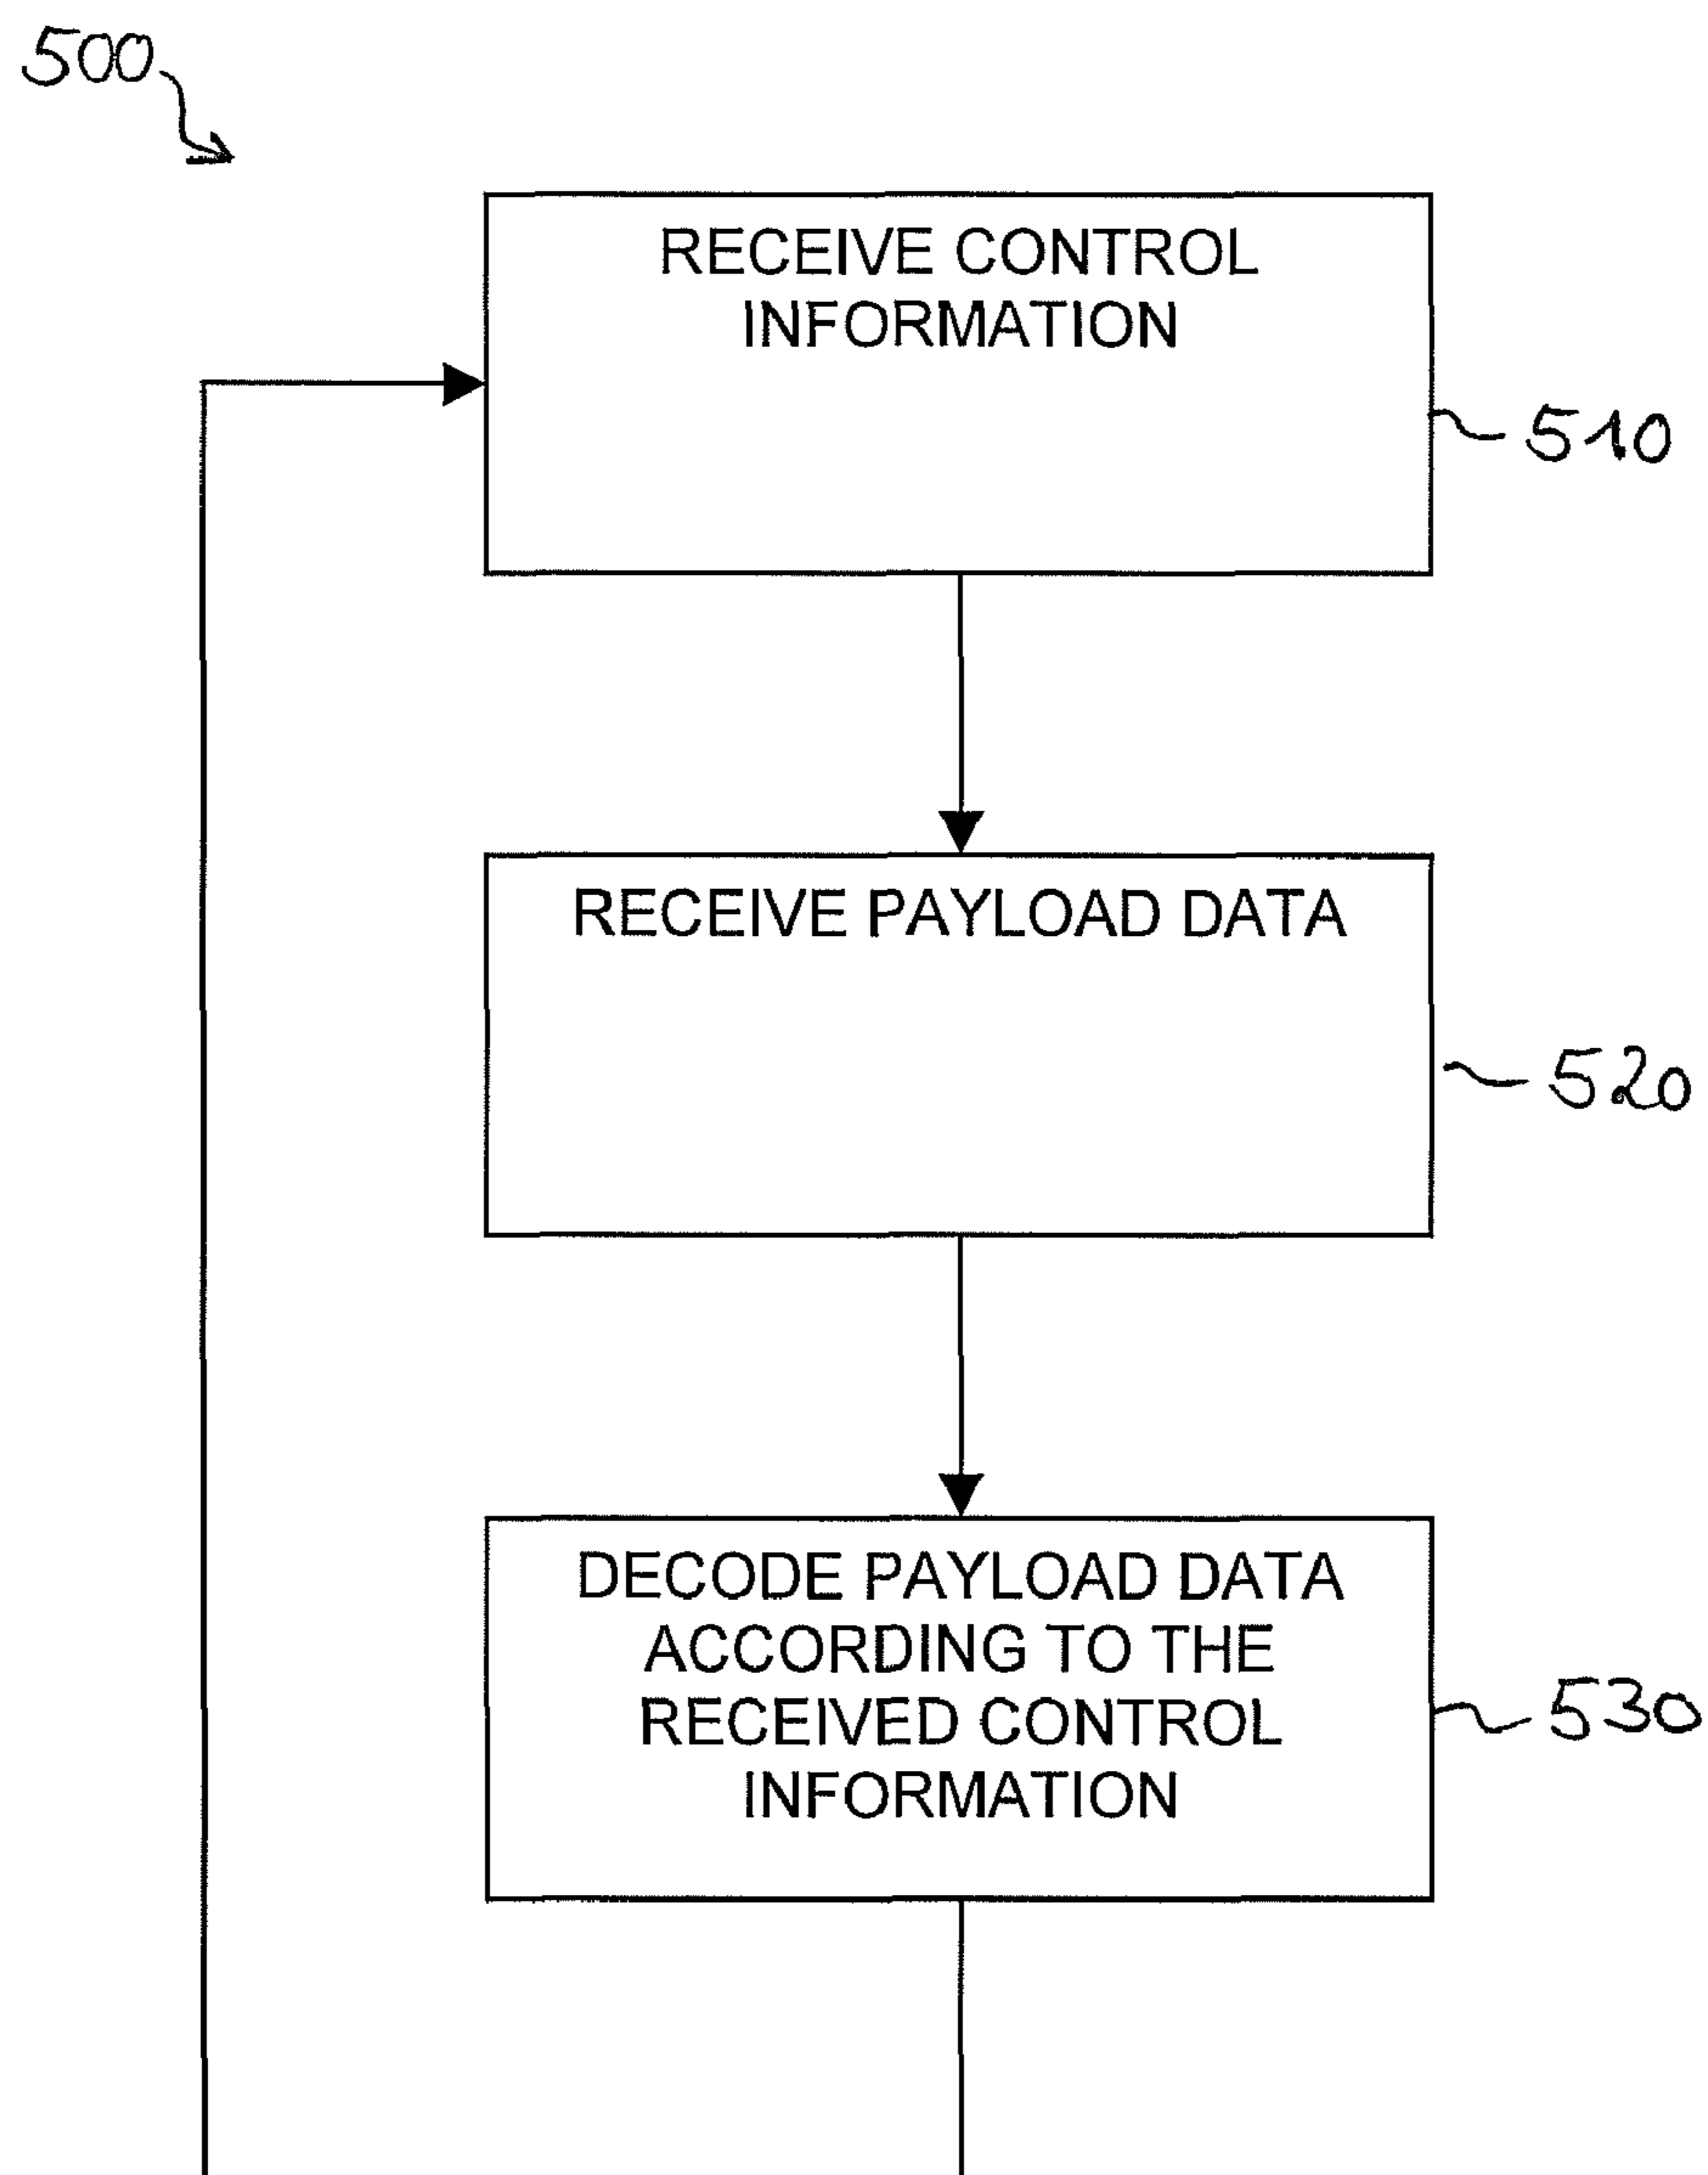 500
RECEIVE CONTROL
INFORMATION
510
RECEIVE PAYLOAD DATA
520
DECODE PAYLOAD DATA
ACCORDING TO THE
RECEIVED CONTROL
INFORMATION
530